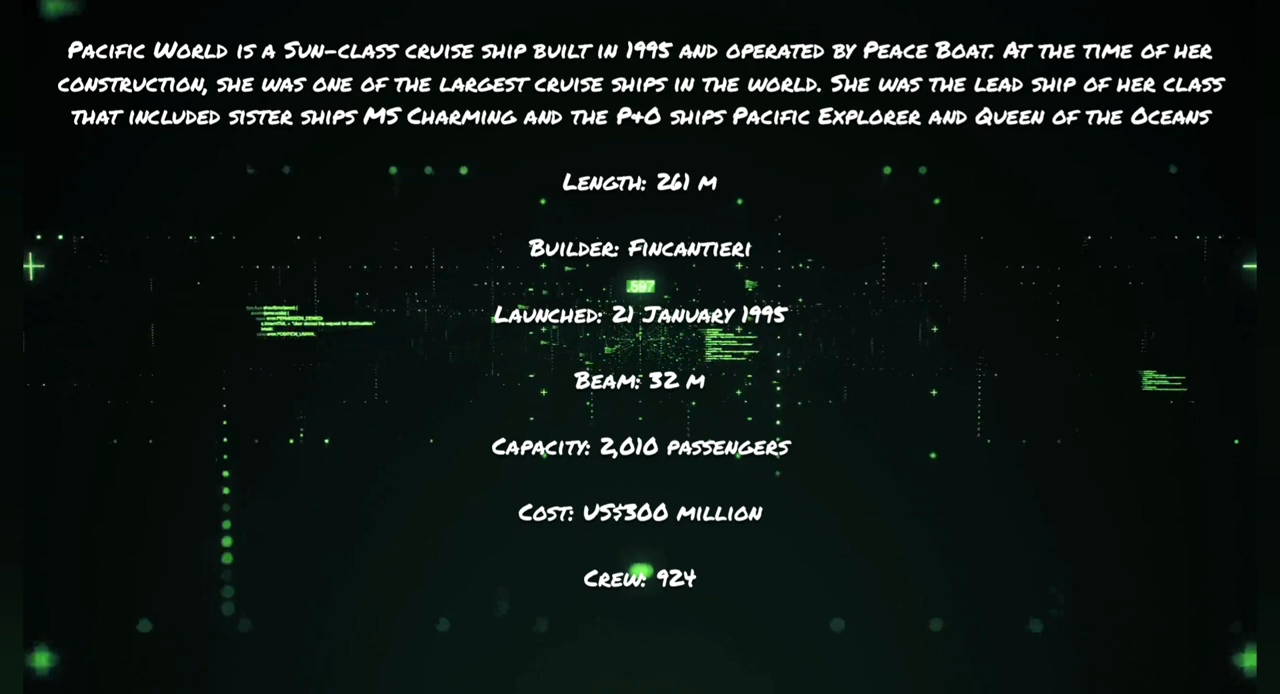 Pacific World is a Sun-class cruise ship built in 1995 and operated by Peace Boat. At the time of her
construction, she was one of the largest cruise ships in the world. She was the lead ship of her class
that included sister ships MS Charming and the P&O ships Pacific Explorer and Queen of the Oceans
Length: 261 m
Builder: Fincantieri
.597
Launched: 21 January 1995
Beam: 32 m
Capacity: 2,010 passengers
Cost: US$300 million
Crew: 924